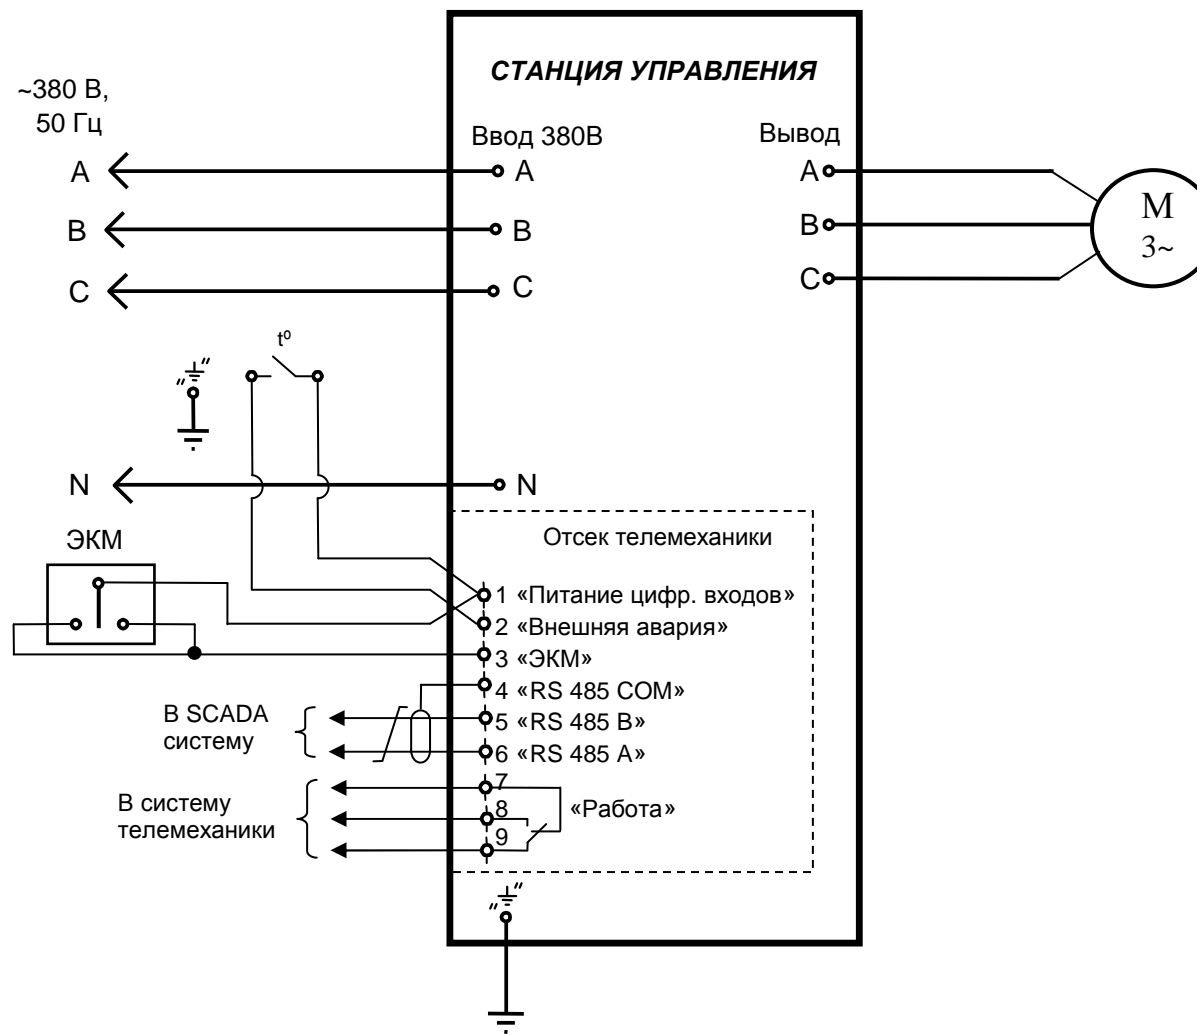 СТАНЦИЯ УПРАВЛЕНИЯ
~380 В,
50 Гц
Ввод 380В
Вывод
A
A
A
B
B
B
C
C
C
M
3~
tº
" "
N
N
ЭКМ
Отсек телемеханики
1 «Питание цифр. входов»
2 «Внешняя авария»
3 «ЭКМ»
4 «RS 485 COM»
5 «RS 485 B»
6 «RS 485 A»
В SCADA
систему
7
8
9
«Работа»
В систему
телемеханики
" "